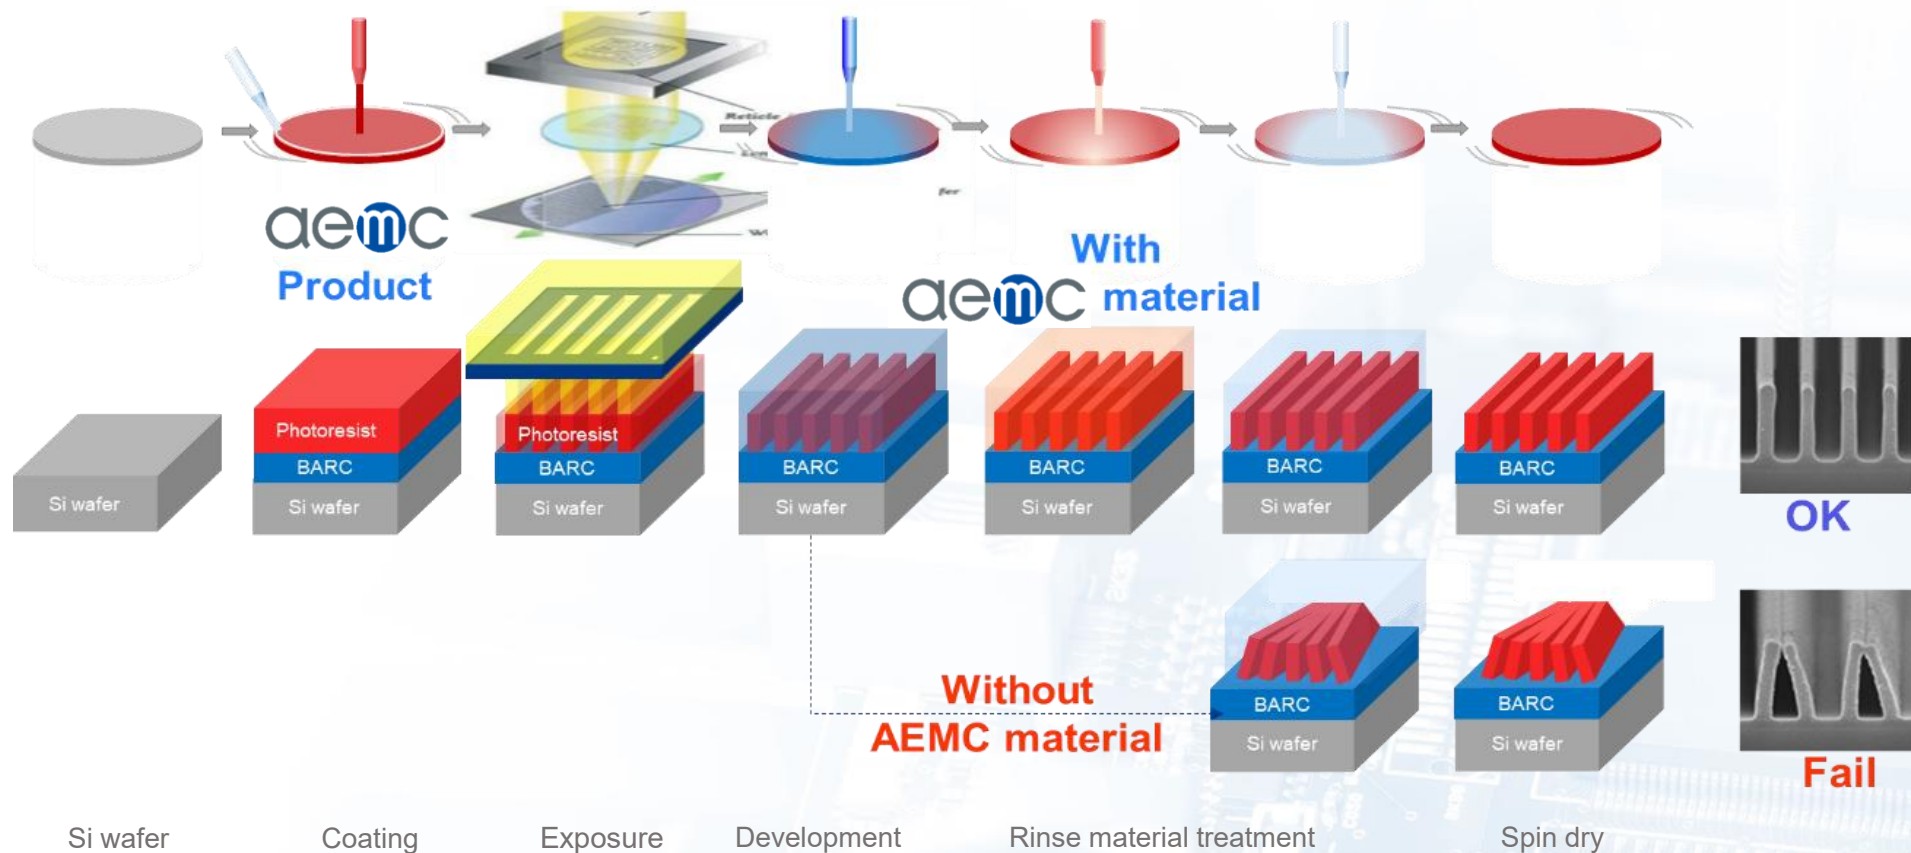 Reticle
aemc
Product
With
aemc material
Photoresist
BARC
Si wafer
Photoresist
BARC
Si wafer
BARC
Si wafer
BARC
Si wafer
BARC
Si wafer
BARC
Si wafer
Si wafer
OK
Without
AEMC material
BARC
Si wafer
BARC
Si wafer
Fail
Si wafer
Coating
Exposure
Development
Rinse material treatment
Spin dry